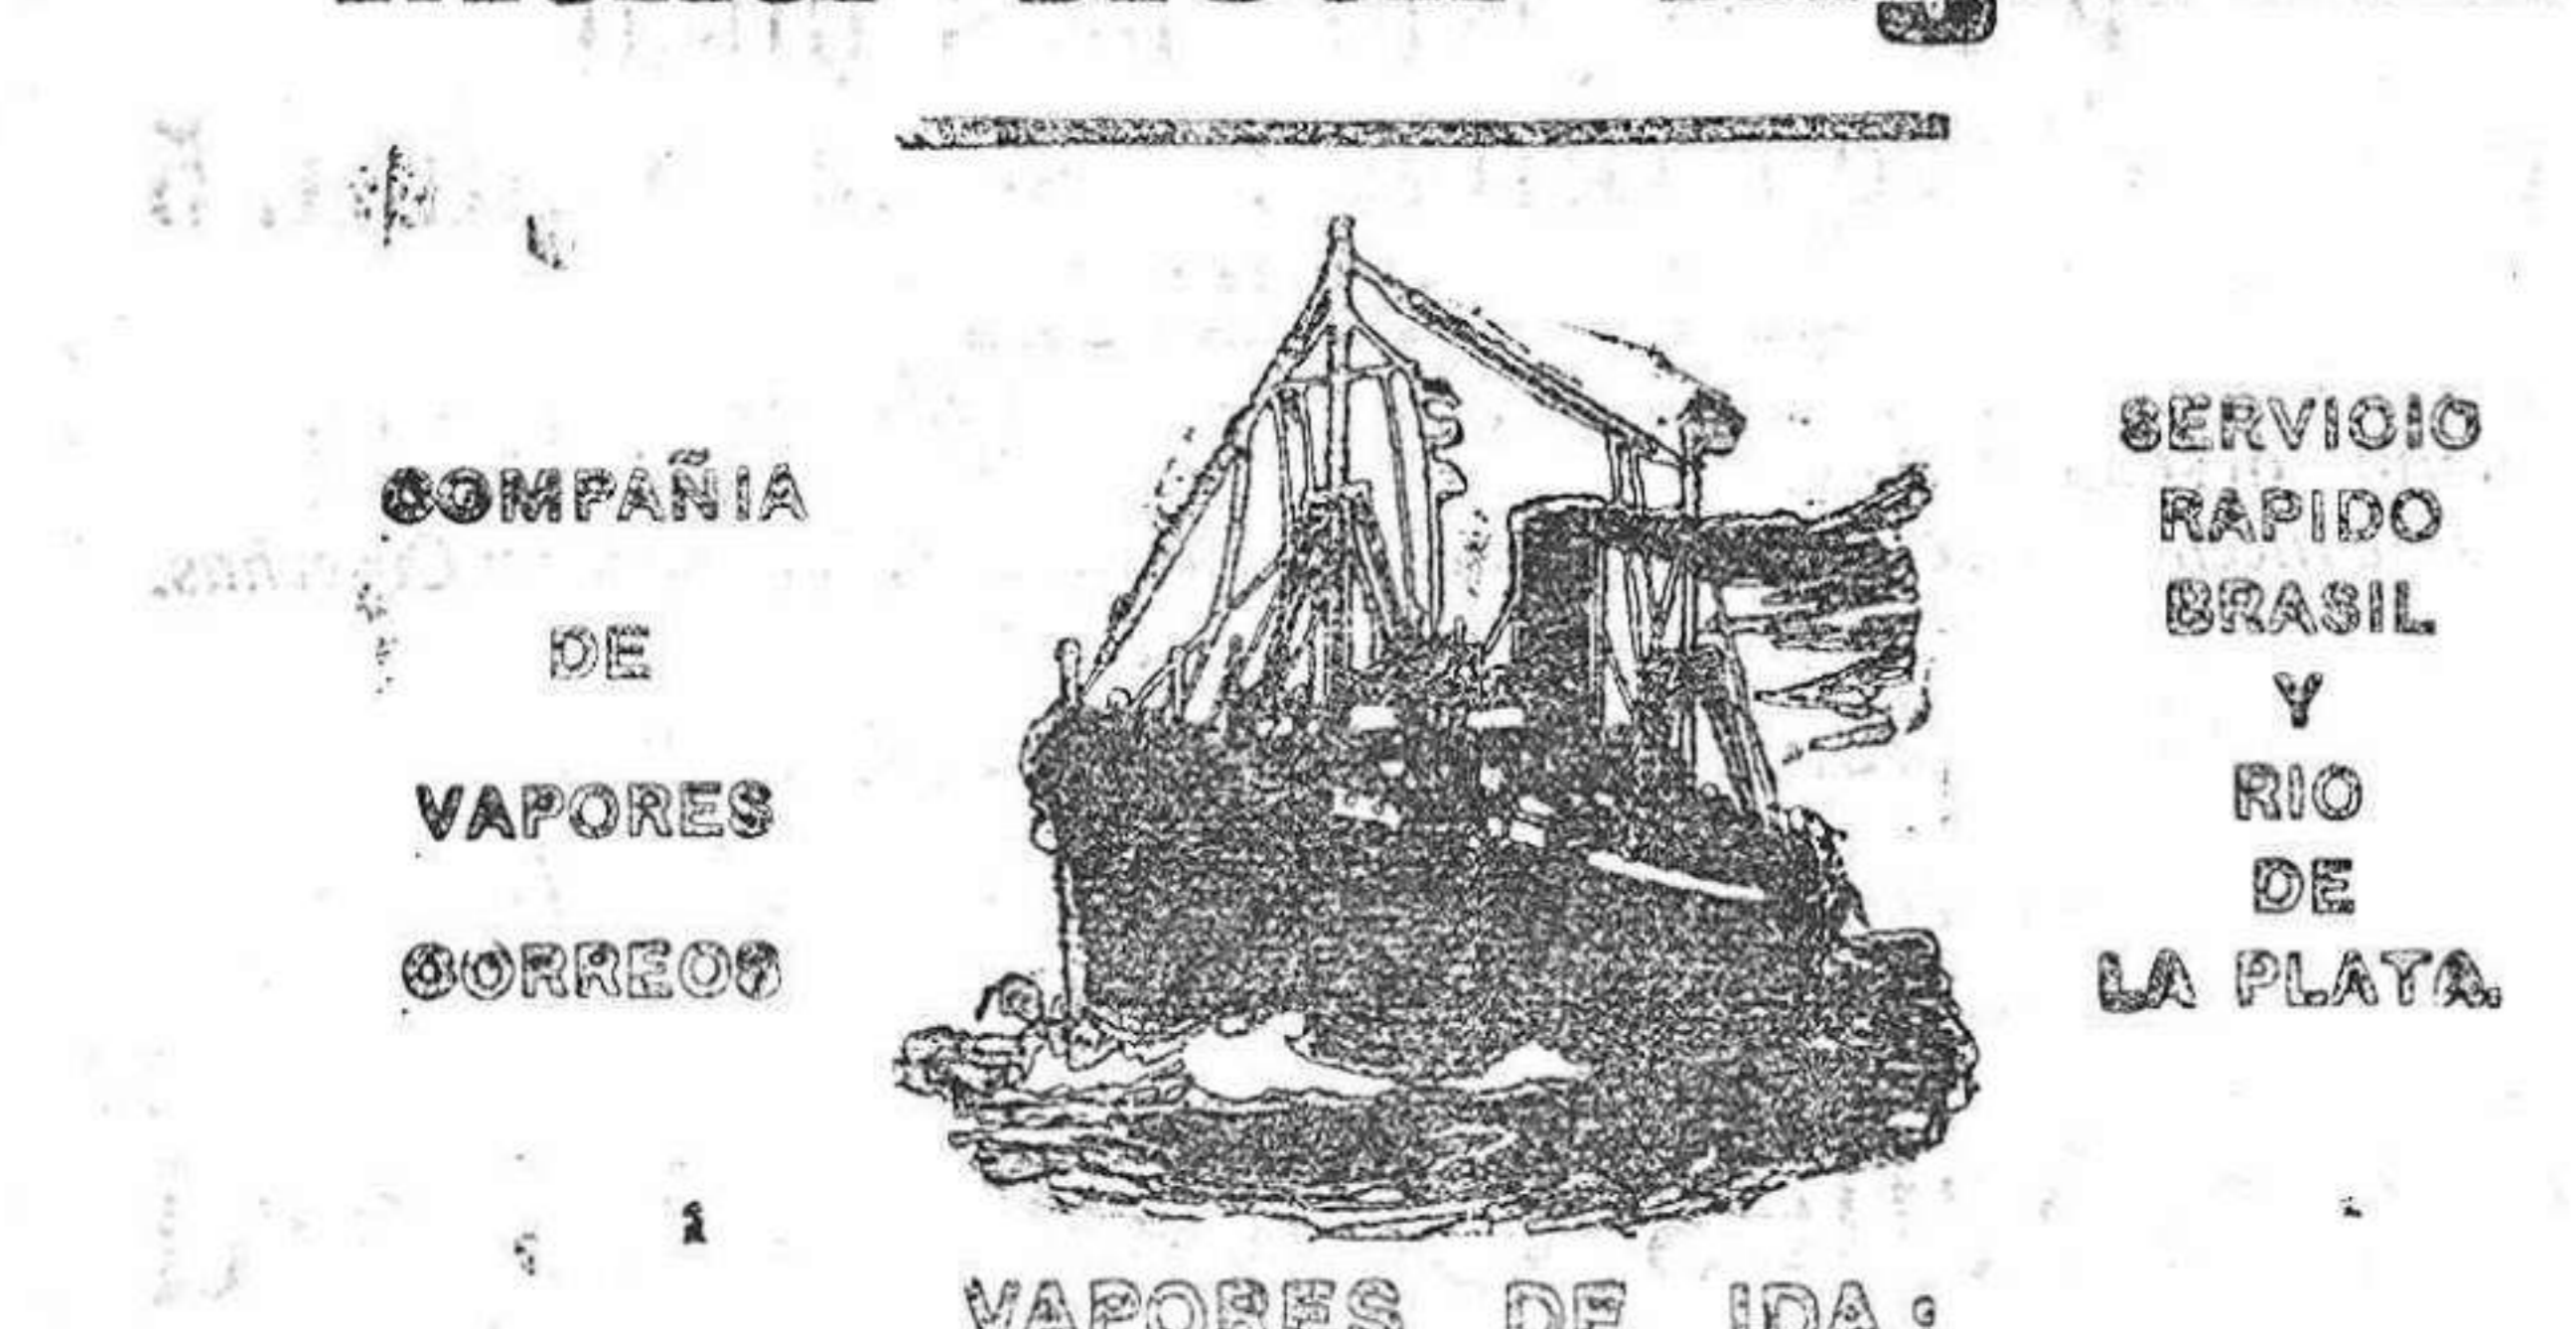 COMPAÑIA
DE
VAPORES
CORREOS
SERVICIO
RAPIDO
BRASIL
Y
RIO
DE
LA PLATA.
VAPORES DE IDA: